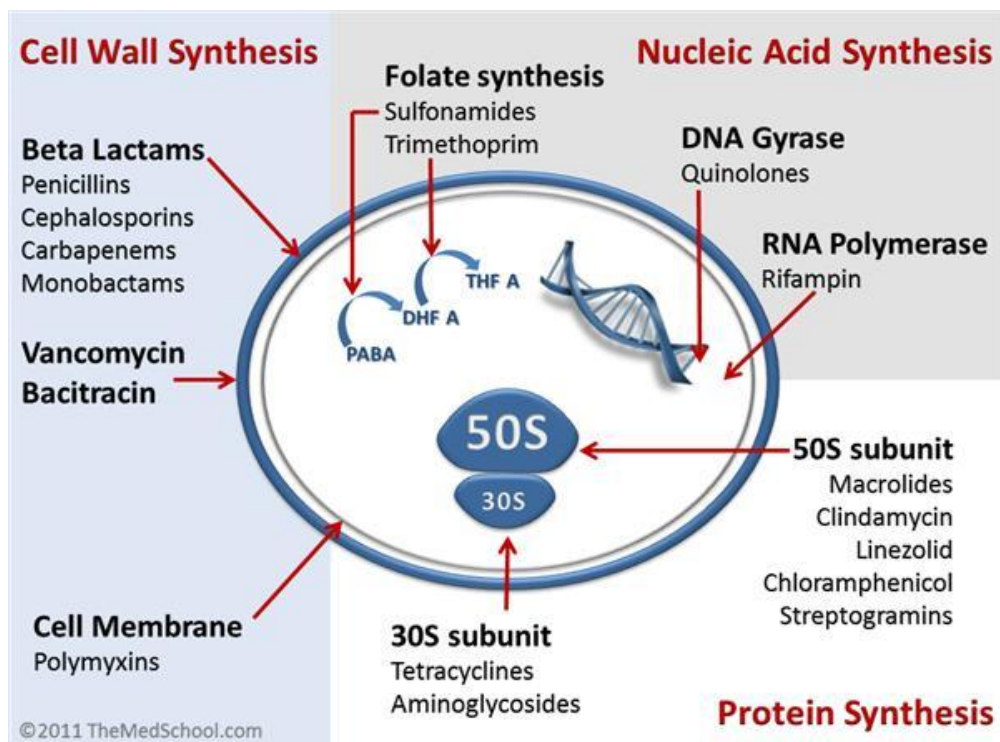 Cell Wall Synthesis
Nucleic Acid Synthesis
Folate synthesis
Sulfonamides
Trimethoprim
Beta Lactams
Penicillins
Cephalosporins
Carbapenems
Monobactams
DNA Gyrase
Quinolones
RNA Polymerase
Rifampin
THF A
DHF A
PABA
Vancomycin
Bacitracin
50S
30S
50S subunit
Macrolides
Clindamycin
Linezolid
Chloramphenicol
Streptogramins
Cell Membrane
Polymyxins
30S subunit
Tetracyclines
Aminoglycosides
Protein Synthesis
©2011 TheMedSchool.com